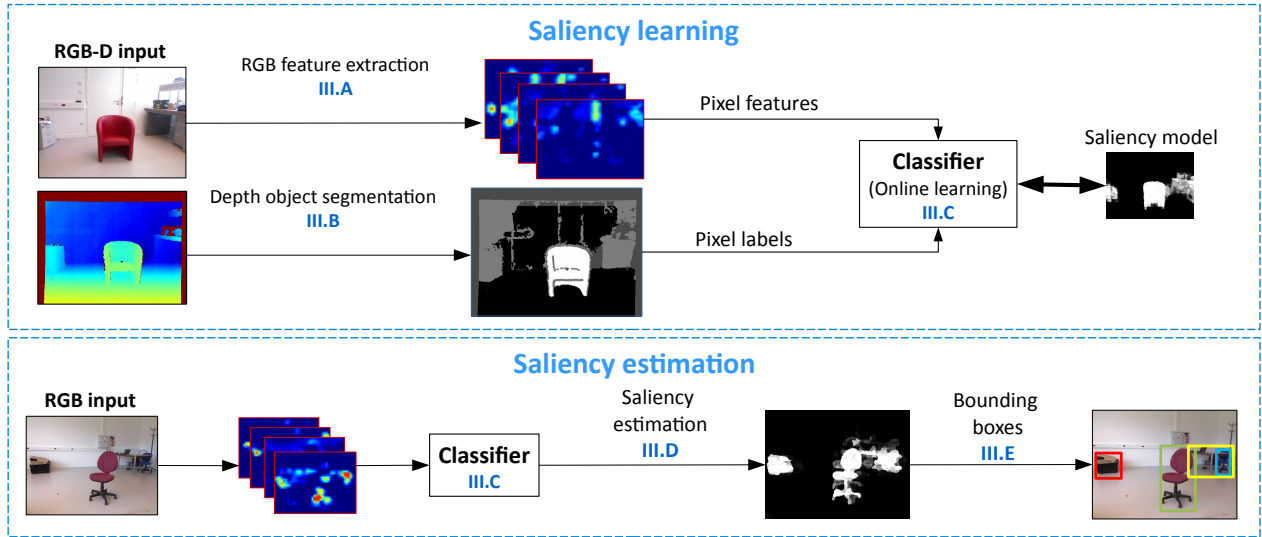 Saliency learning
RGB-D input
RGB feature extraction
III.A
Pixel features
Depth object segmentation
III.B
Pixel labels
Classifier
(Online learning)
III.C
Saliency model
Saliency estimation
RGB input
Classifier
III.C
Saliency
estimation
III.D
Bounding
boxes
III.E